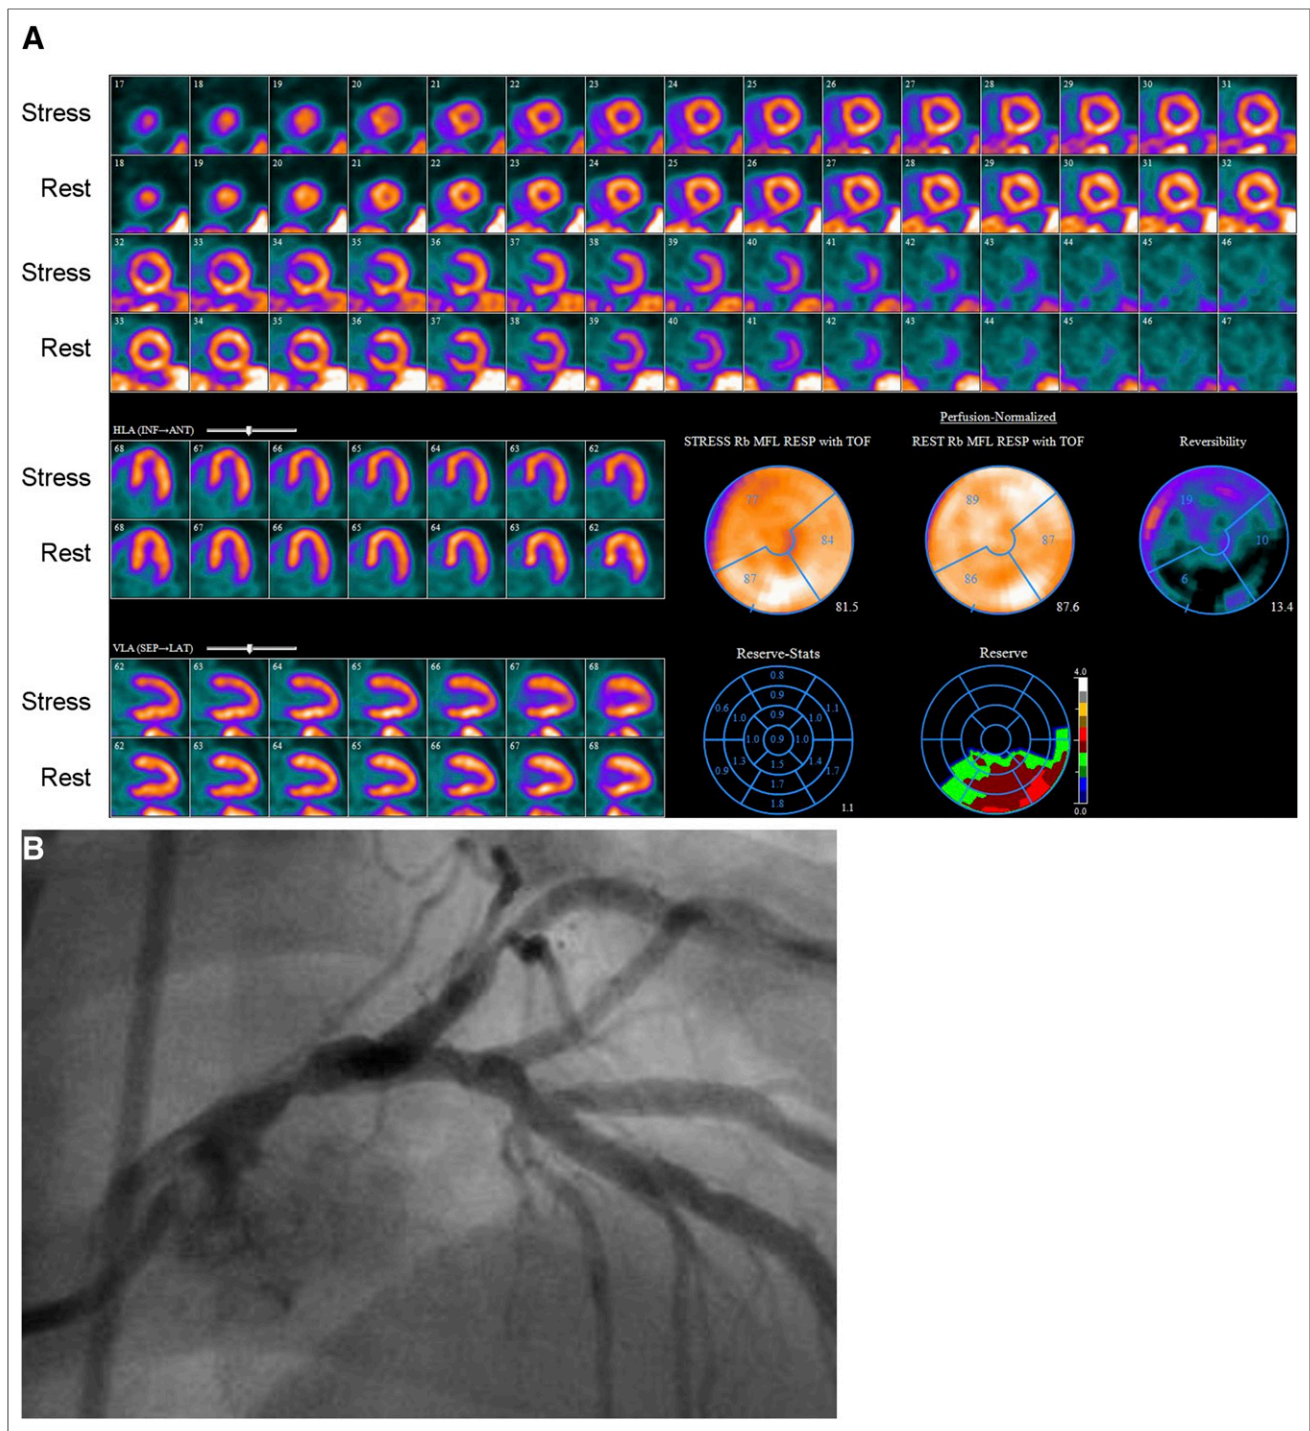 A
Stress
17 18 19 20 21 22 23 24 25 26 27 28 29 30 31
Rest
18 19 20 21 22 23 24 25 26 27 28 29 30 31 32
Stress
32 33 34 35 36 37 38 39 40 41 42 43 44 45 46
Rest
33 34 35 36 37 38 39 40 41 42 43 44 45 46 47
HLA (INF→ANT)
Stress
68 67 66 65 64 63 62
Rest
68 67 66 65 64 63 62
VLA (SEP→LAT)
Stress
62 63 64 65 66 67 68
Rest
62 63 64 65 66 67 68
Perfusion-Normalized
STRESS Rb MFL RESP with TOF
REST Rb MFL RESP with TOF
Reversibility
77
84
87
81.5
89
87
86
87.6
19
10
6
13.4
Reserve-Stats
0.8
0.9
0.6 1.0 0.9 1.0 1.1
1.0 0.9 1.0
0.9 1.3 1.5 1.4 1.7
1.7
1.8
1.1
Reserve
4.0
0.0
B